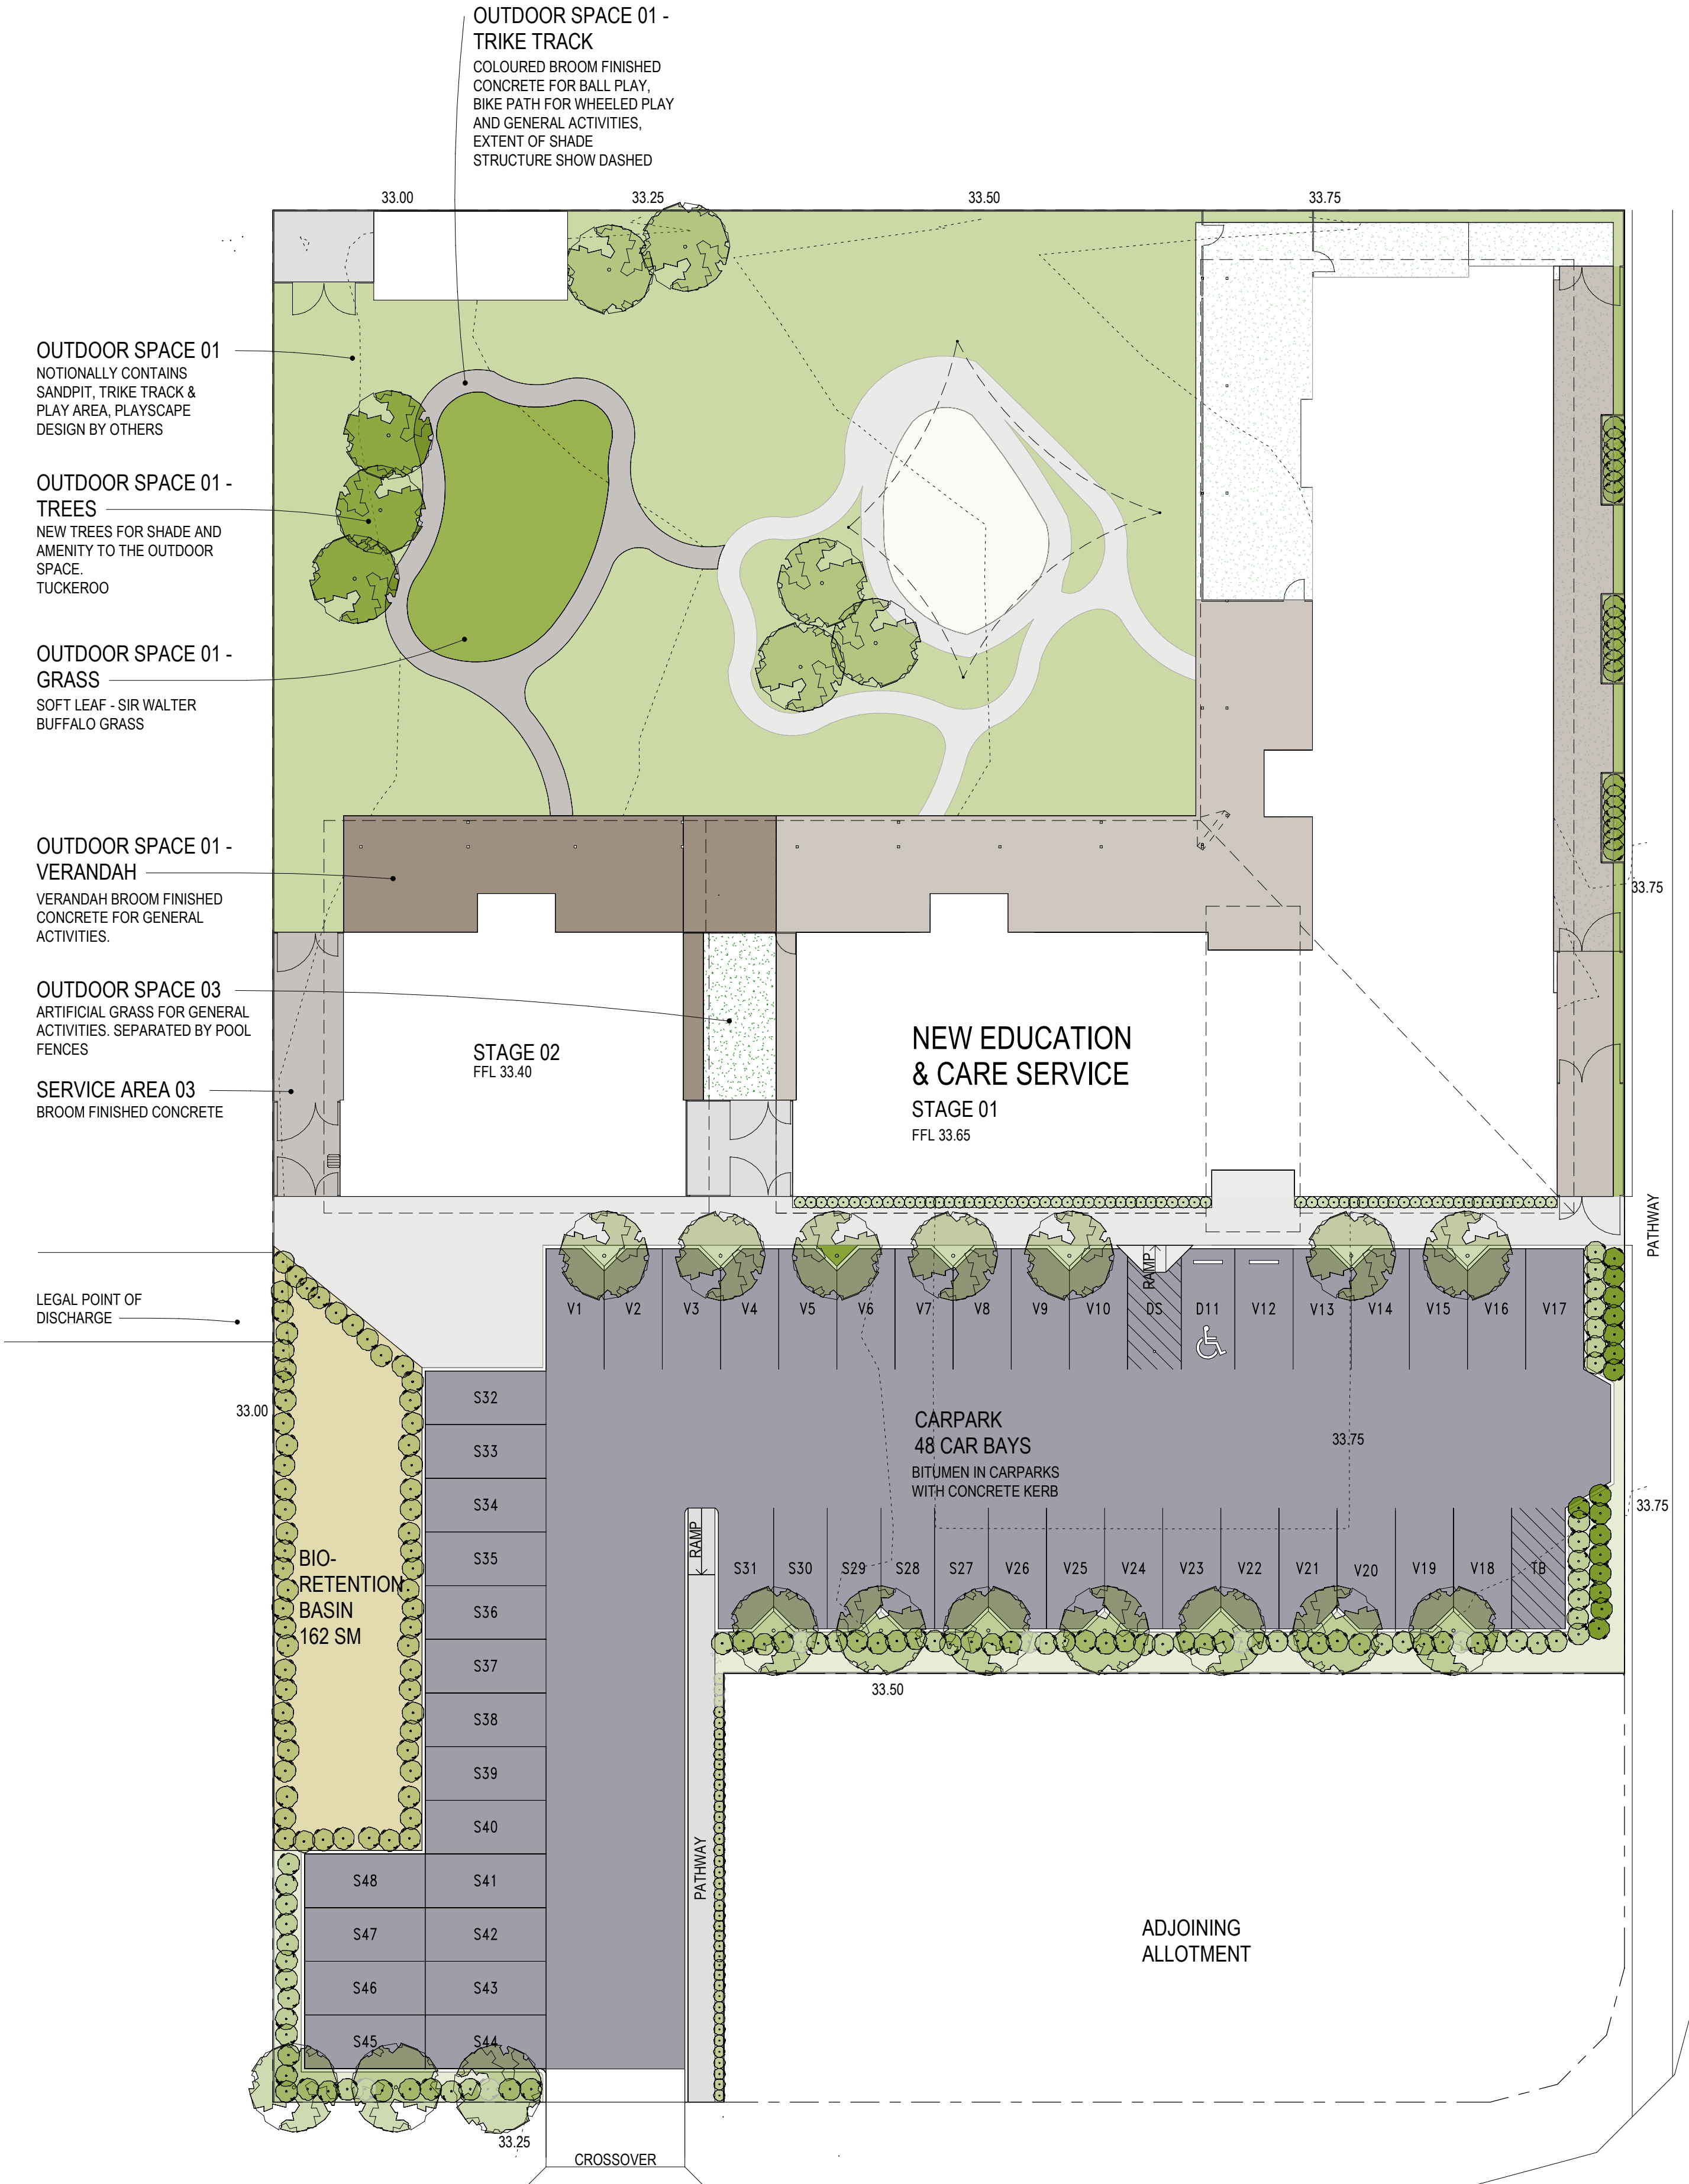 OUTDOOR SPACE 01 -
TRIKE TRACK
COLOURED BROOM FINISHED
CONCRETE FOR BALL PLAY,
BIKE PATH FOR WHEELED PLAY
AND GENERAL ACTIVITIES,
EXTENT OF SHADE
STRUCTURE SHOW DASHED
33.00
33.25
33.50
33.75
OUTDOOR SPACE 01
NOTIONALLY CONTAINS
SANDPIT, TRIKE TRACK &
PLAY AREA, PLAYSCAPE
DESIGN BY OTHERS
OUTDOOR SPACE 01 -
TREES
NEW TREES FOR SHADE AND
AMENITY TO THE OUTDOOR
SPACE.
TUCKEROO
OUTDOOR SPACE 01 -
GRASS
SOFT LEAF - SIR WALTER
BUFFALO GRASS
OUTDOOR SPACE 01 -
VERANDAH
VERANDAH BROOM FINISHED
CONCRETE FOR GENERAL
ACTIVITIES.
33.75
OUTDOOR SPACE 03
ARTIFICIAL GRASS FOR GENERAL
ACTIVITIES. SEPARATED BY POOL
FENCES
SERVICE AREA 03
BROOM FINISHED CONCRETE
STAGE 02
FFL 33.40
NEW EDUCATION
& CARE SERVICE
STAGE 01
FFL 33.65
PATHWAY
LEGAL POINT OF
DISCHARGE
RAMP
V1
V2
V3
V4
V5
V6
V7
V8
V9
V10
DS
D11
V12
V13
V14
V15
V16
V17
33.00
S32
S33
S34
S35
S36
S37
S38
S39
S40
CARPARK
48 CAR BAYS
BITUMEN IN CARPARKS
WITH CONCRETE KERB
33.75
33.75
RAMP
S31
S30
S29
S28
S27
V26
V25
V24
V23
V22
V21
V20
V19
V18
TB
BIO-
RETENTION
BASIN
162 SM
33.50
PATHWAY
S48
S41
S47
S42
S46
S43
S45
S44
ADJOINING
ALLOTMENT
33.25
CROSSOVER